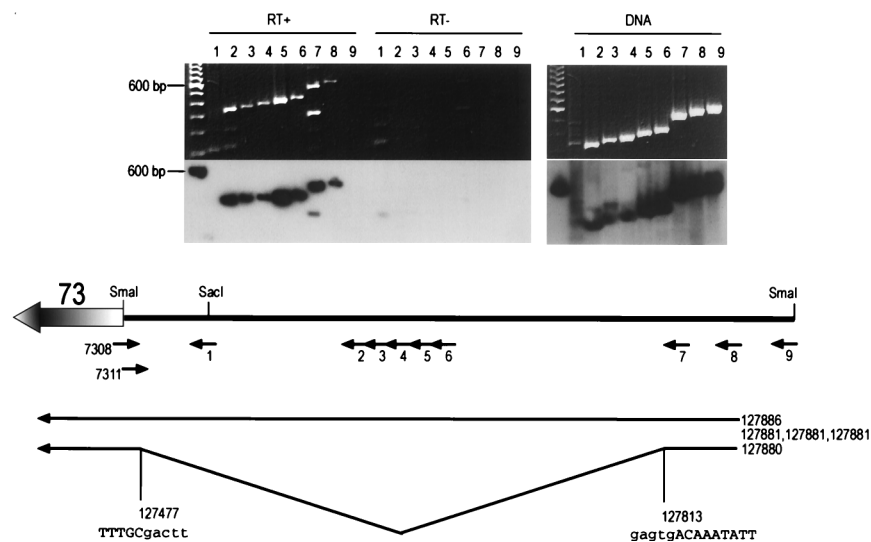 RT+ RT- DNA
1 2 3 4 5 6 7 8 9 1 2 3 4 5 6 7 8 9 1 2 3 4 5 6 7 8 9
600 bp
600 bp
73
SmaI SacI SmaI
7308 1 2 3 4 5 6 7 8 9
7311
127886
127881,127881,127881
127880
127477 127813
TTTGCgactt gagtgACAAATATT